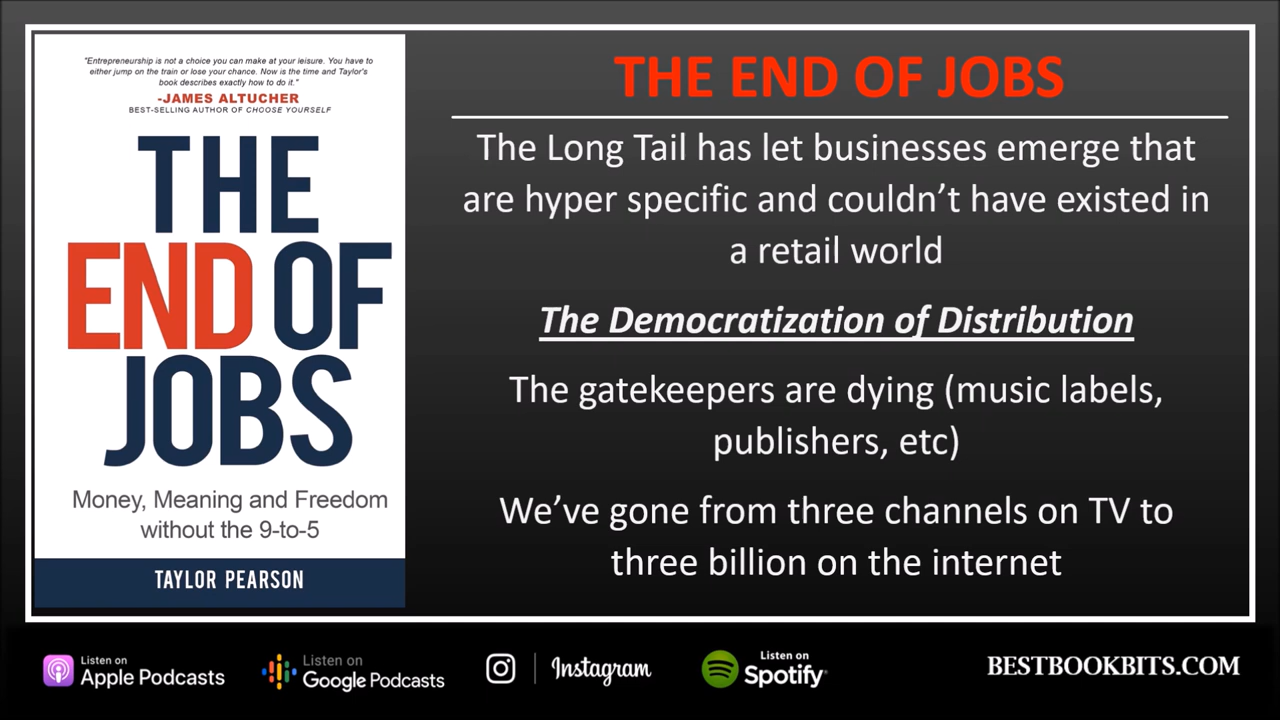 "Entrepreneurship is not a choice you can make at your leisure. You have to
either jump on the train or lose your chance. Now is the time and Taylor's
book describes exactly how to do it."
-JAMES ALTUCHER
BEST-SELLING AUTHOR OF CHOOSE YOURSELF
THE
END OF
JOBS
Money, Meaning and Freedom
without the 9-to-5
TAYLOR PEARSON
THE END OF JOBS
The Long Tail has let businesses emerge that
are hyper specific and couldn't have existed in
a retail world
The Democratization of Distribution
The gatekeepers are dying (music labels,
publishers, etc)
We've gone from three channels on TV to
three billion on the internet
Listen on
Apple Podcasts
Listen on
Google Podcasts
Instagram
Listen on
Spotify
BESTBOOKBITS.COM